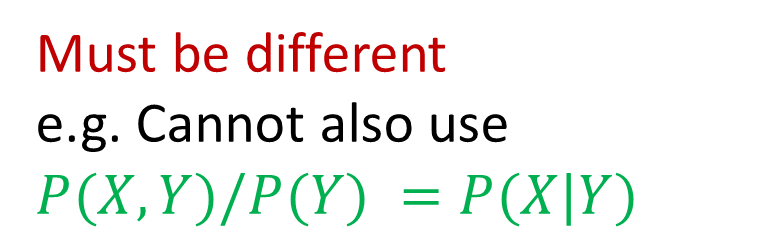 Must be different
e.g. Cannot also use
P(X,Y)/P(Y) = P(X|Y)